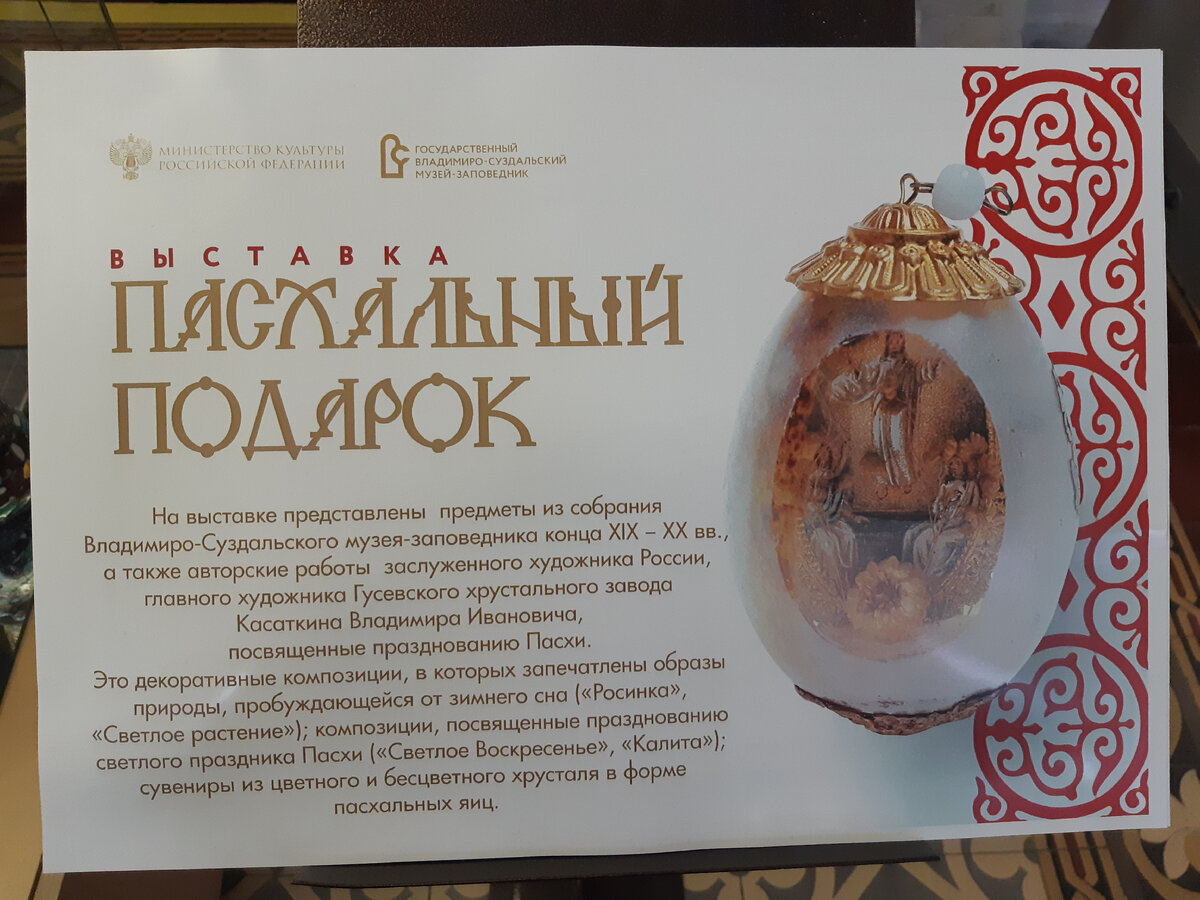 МИНИСТЕРСТВО КУЛЬТУРЫ
РОССИЙСКОЙ ФЕДЕРАЦИИ
ГОСУДАРСТВЕННЫЙ
ВЛАДИМИРО-СУЗДАЛЬСКИЙ
МУЗЕЙ-ЗАПОВЕДНИК
ВЫСТАВКА
ПАСХАЛЬНЫЙ
ПОДАРОК
На выставке представлены предметы из собрания
Владимиро-Суздальского музея-заповедника конца XIX – XX вв.,
а также авторские работы заслуженного художника России,
главного художника Гусевского хрустального завода
Касаткина Владимира Ивановича,
посвященные празднованию Пасхи.
Это декоративные композиции, в которых запечатлены образы
природы, пробуждающейся от зимнего сна («Росинка»,
«Светлое растение»); композиции, посвященные празднованию
светлого праздника Пасхи («Светлое Воскресенье», «Калита»);
сувениры из цветного и бесцветного хрусталя в форме
пасхальных яиц.